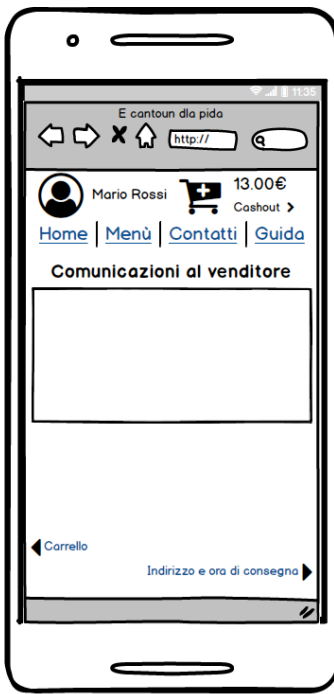 11:35
E cantoun dla pida
http://
Mario Rossi
13.00€
Cashout >
Home | Menù | Contatti | Guida
Comunicazioni al venditore
Carrello
Indirizzo e ora di consegna